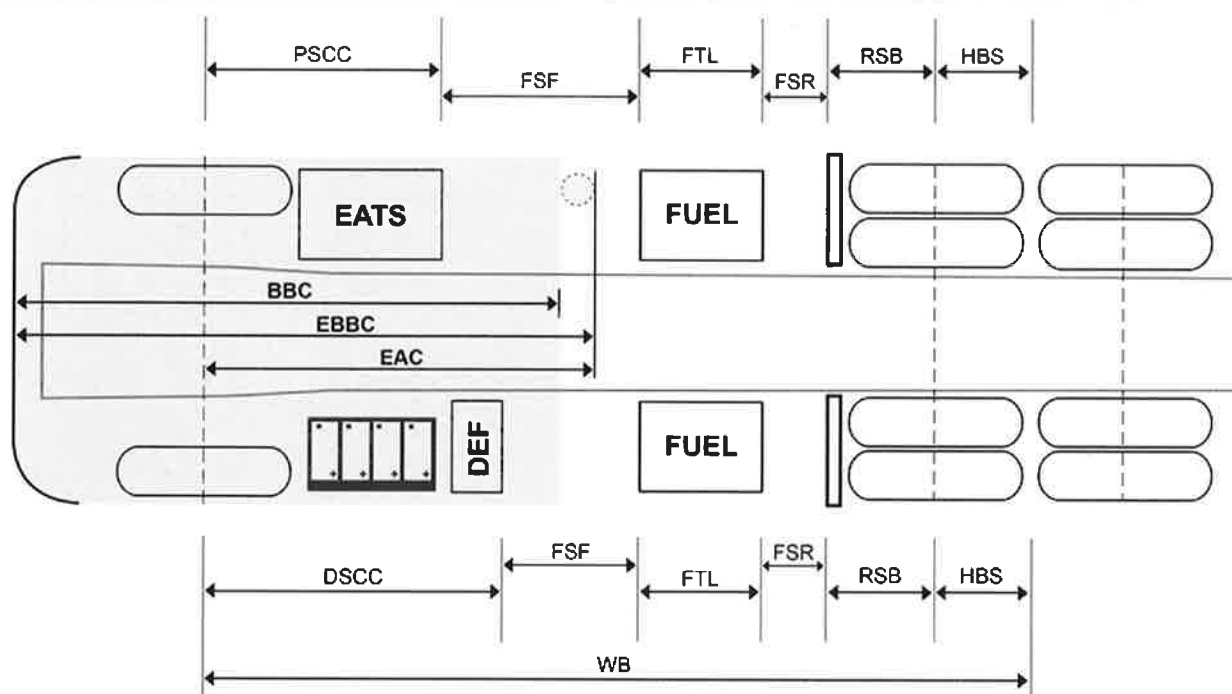 PSCC
FTL
RSB
HBS
FSF
FSR
EATS
FUEL
BBC
EBBC
EAC
DEF
FUEL
FSF
FSR
DSCC
FTL
RSB
HBS
WB